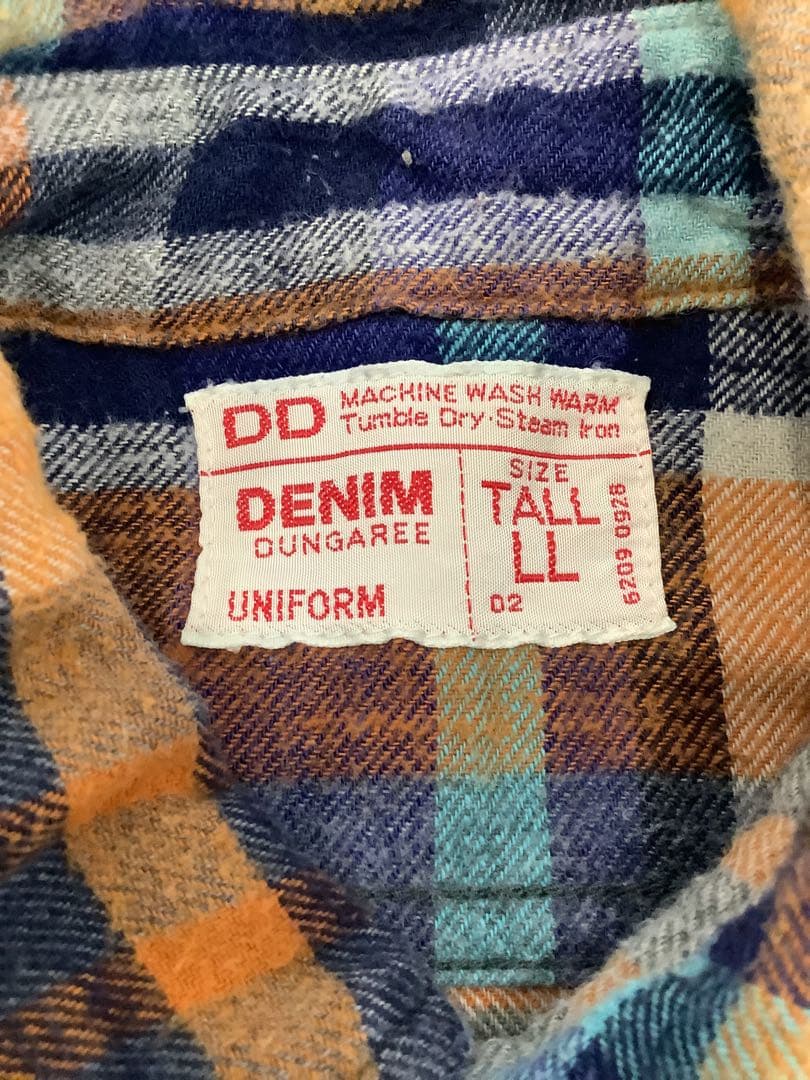 DD
MACHINE WASH WARM
Tumble Dry·Steam Iron
DENIM
DUNGAREE
UNIFORM
SIZE
TALL
LL
02
6209 0928